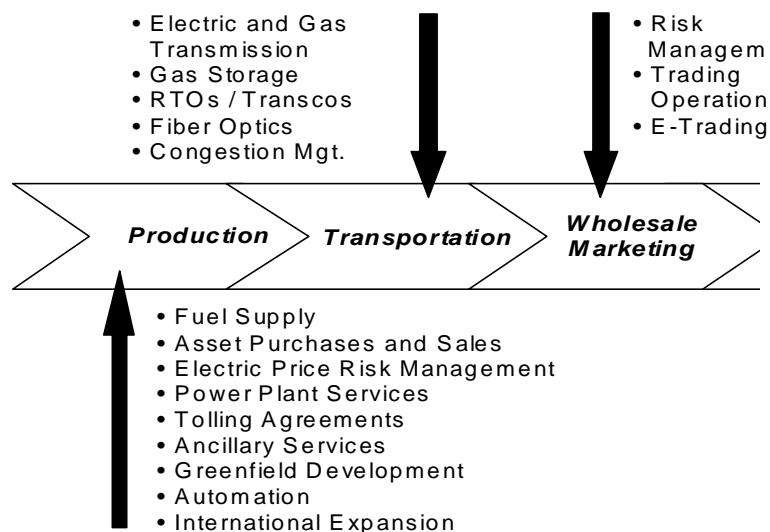 • Electric and Gas
Transmission
• Gas Storage
• RTOs / Transcos
• Fiber Optics
• Congestion Mgt.
• Risk
Managem
• Trading
Operation
• E-Trading
Production
Transportation
Wholesale
Marketing
• Fuel Supply
• Asset Purchases and Sales
• Electric Price Risk Management
• Power Plant Services
• Tolling Agreements
• Ancillary Services
• Greenfield Development
• Automation
• International Expansion